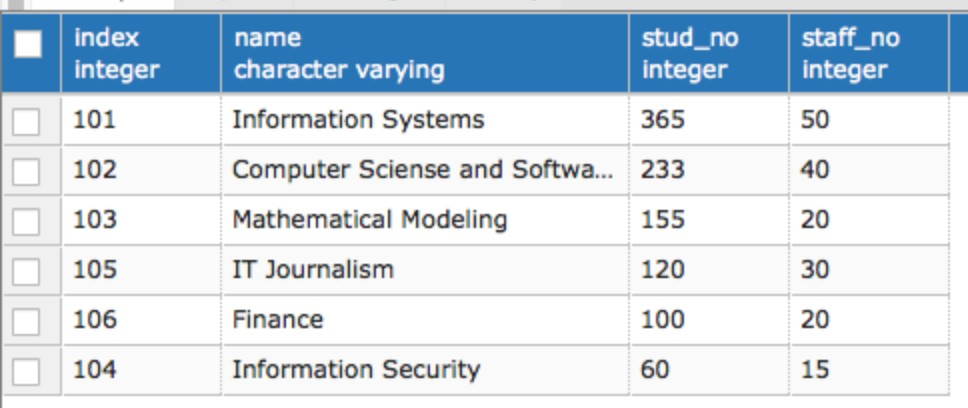 index name stud_no staff_no
integer character varying integer integer
101 Information Systems 365 50
102 Computer Sciense and Softwa... 233 40
103 Mathematical Modeling 155 20
105 IT Journalism 120 30
106 Finance 100 20
104 Information Security 60 15